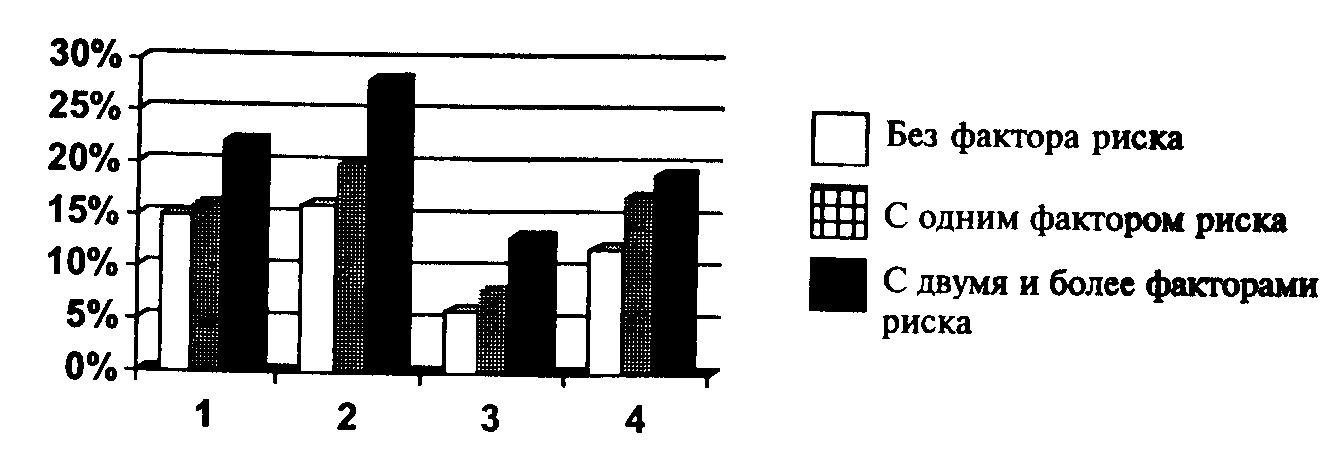 30%
25%
20%
15%
10%
5%
0%
1 2 3 4
Без фактора риска
С одним фактором риска
С двумя и более факторами
риска